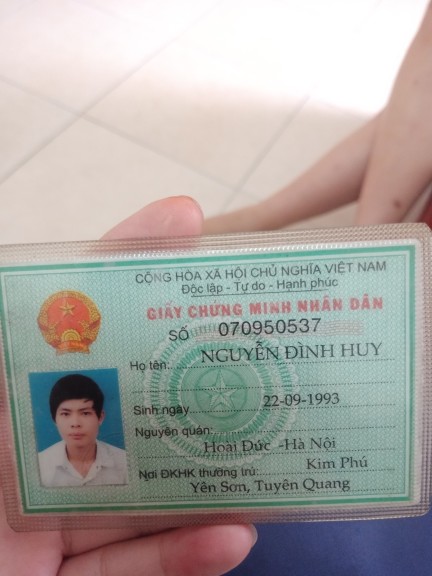 CỘNG HÒA XÃ HỘI CHỦ NGHĨA VIỆT NAM
Độc lập - Tự do - Hạnh phúc
GIẤY CHỨNG MINH NHÂN DÂN
SỐ 070950537
Họ tên: NGUYỄN ĐÌNH HUY
Sinh ngày 22-09-1993
Nguyên quán:
Hoài Đức -Hà Nội
Nơi ĐKHK thường trú: Kim Phú
Yên Sơn, Tuyên Quang